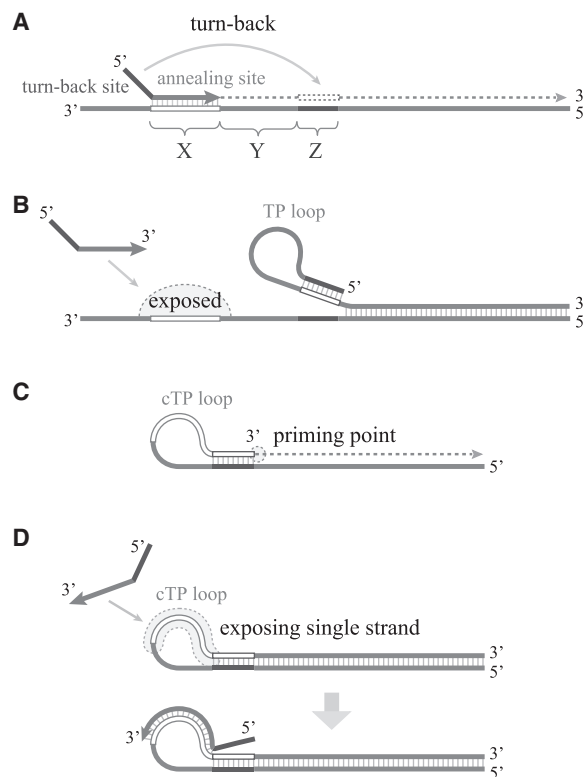 A
turn-back
5’
turn-back site
annealing site
3’
3’
5’
X Y Z
B
5’
3’
TP loop
5’
exposed
3’
3’
5’
C
cTP loop
3’
priming point
5’
D
5’
3’
cTP loop
exposing single strand
3’
5’
5’
3’
3’
5’